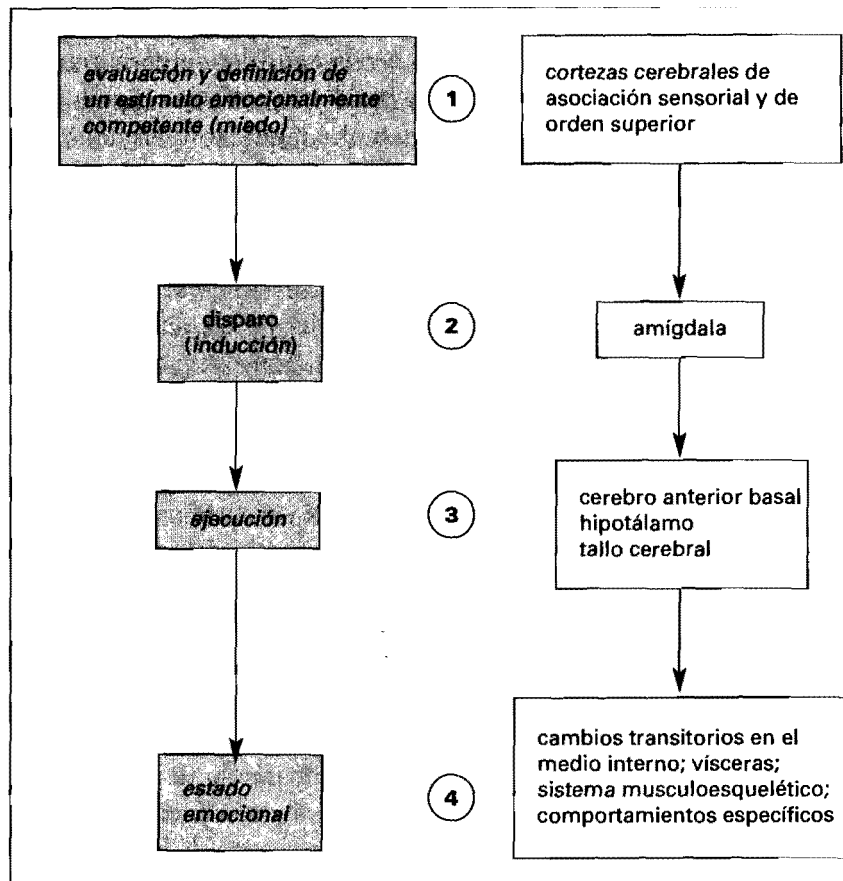 evaluación y definición de
un estímulo emocionalmente
competente (miedo)
1
cortezas cerebrales de
asociación sensorial y de
orden superior
disparo
(inducción)
2
amígdala
ejecución
3
cerebro anterior basal
hipotálamo
tallo cerebral
estado
emocional
4
cambios transitorios en el
medio interno; vísceras;
sistema musculoesquelético;
comportamientos específicos